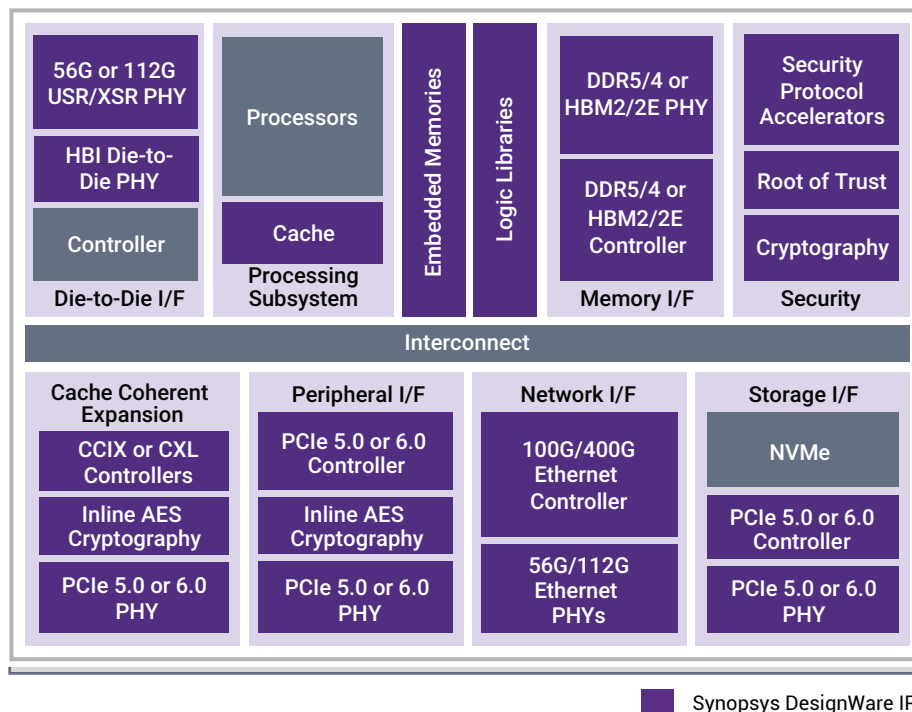 56G or 112G
USR/XSR PHY
HBI Die-to-
Die PHY
Controller
Die-to-Die I/F
Processors
Cache
Processing
Subsystem
Embedded Memories
Logic Libraries
DDR5/4 or
HBM2/2E PHY
DDR5/4 or
HBM2/2E
Controller
Memory I/F
Security
Protocol
Accelerators
Root of Trust
Cryptography
Security
Interconnect
Cache Coherent
Expansion
CCIX or CXL
Controllers
Inline AES
Cryptography
PCIe 5.0 or 6.0
PHY
Peripheral I/F
PCIe 5.0 or 6.0
Controller
Inline AES
Cryptography
PCIe 5.0 or 6.0
PHY
Network I/F
100G/400G
Ethernet
Controller
56G/112G
Ethernet
PHYs
Storage I/F
NVMe
PCIe 5.0 or 6.0
Controller
PCIe 5.0 or 6.0
PHY
Synopsys DesignWare IP